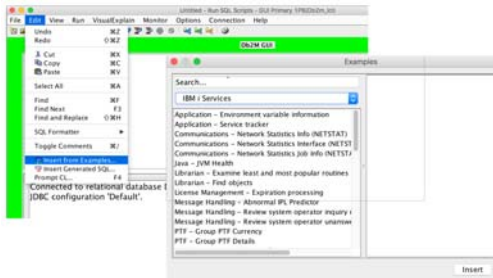 Untitled - Run SQL Scripts - GUI Primary
File Edit View Run VisualExplain Monitor Options Connection Help
Db2M GUI
Undo ⌘Z
Redo ⇧⌘Z
Cut ⌘X
Copy ⌘C
Paste ⌘V
Select All ⌘A
Find ⌘F
Find Next F3
Find and Replace ⇧⌘H
SQL Formatter
Toggle Comments ⌘/
Insert from Examples...
Insert Generated SQL...
Prompt CL... F4
Connected to relational database
JDBC configuration 'Default'.
Examples
Search...
IBM i Services
Application - Environment variable information
Application - Service tracker
Communications - Network Statistics Info (NETSTAT)
Communications - Network Statistics Interface (NETST
Communications - Network Statistics Job Info (NETSTA
Java - JVM Health
Librarian - Examine least and most popular routines
Librarian - Find objects
License Management - Expiration processing
Message Handling - Abnormal IPL Predictor
Message Handling - Review system operator inquiry
Message Handling - Review system operator unansw
PTF - Group PTF Currency
PTF - Group PTF Details
Insert